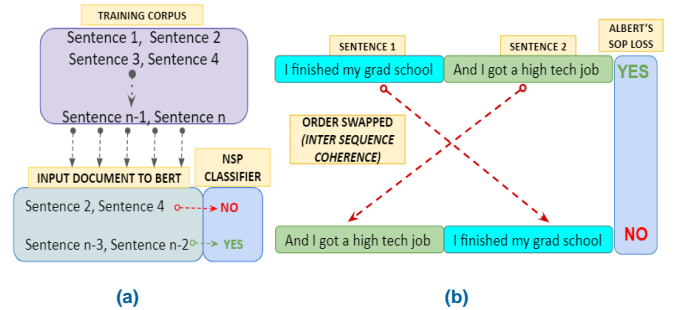 TRAINING CORPUS
Sentence 1, Sentence 2
Sentence 3, Sentence 4
Sentence n-1, Sentence n
INPUT DOCUMENT TO BERT
NSP
CLASSIFIER
Sentence 2, Sentence 4
NO
Sentence n-3, Sentence n-2
YES
(a)
SENTENCE 1
SENTENCE 2
ALBERT'S
SOP LOSS
I finished my grad school
And I got a high tech job
YES
ORDER SWAPPED
(INTER SEQUENCE
COHERENCE)
And I got a high tech job
I finished my grad school
NO
(b)